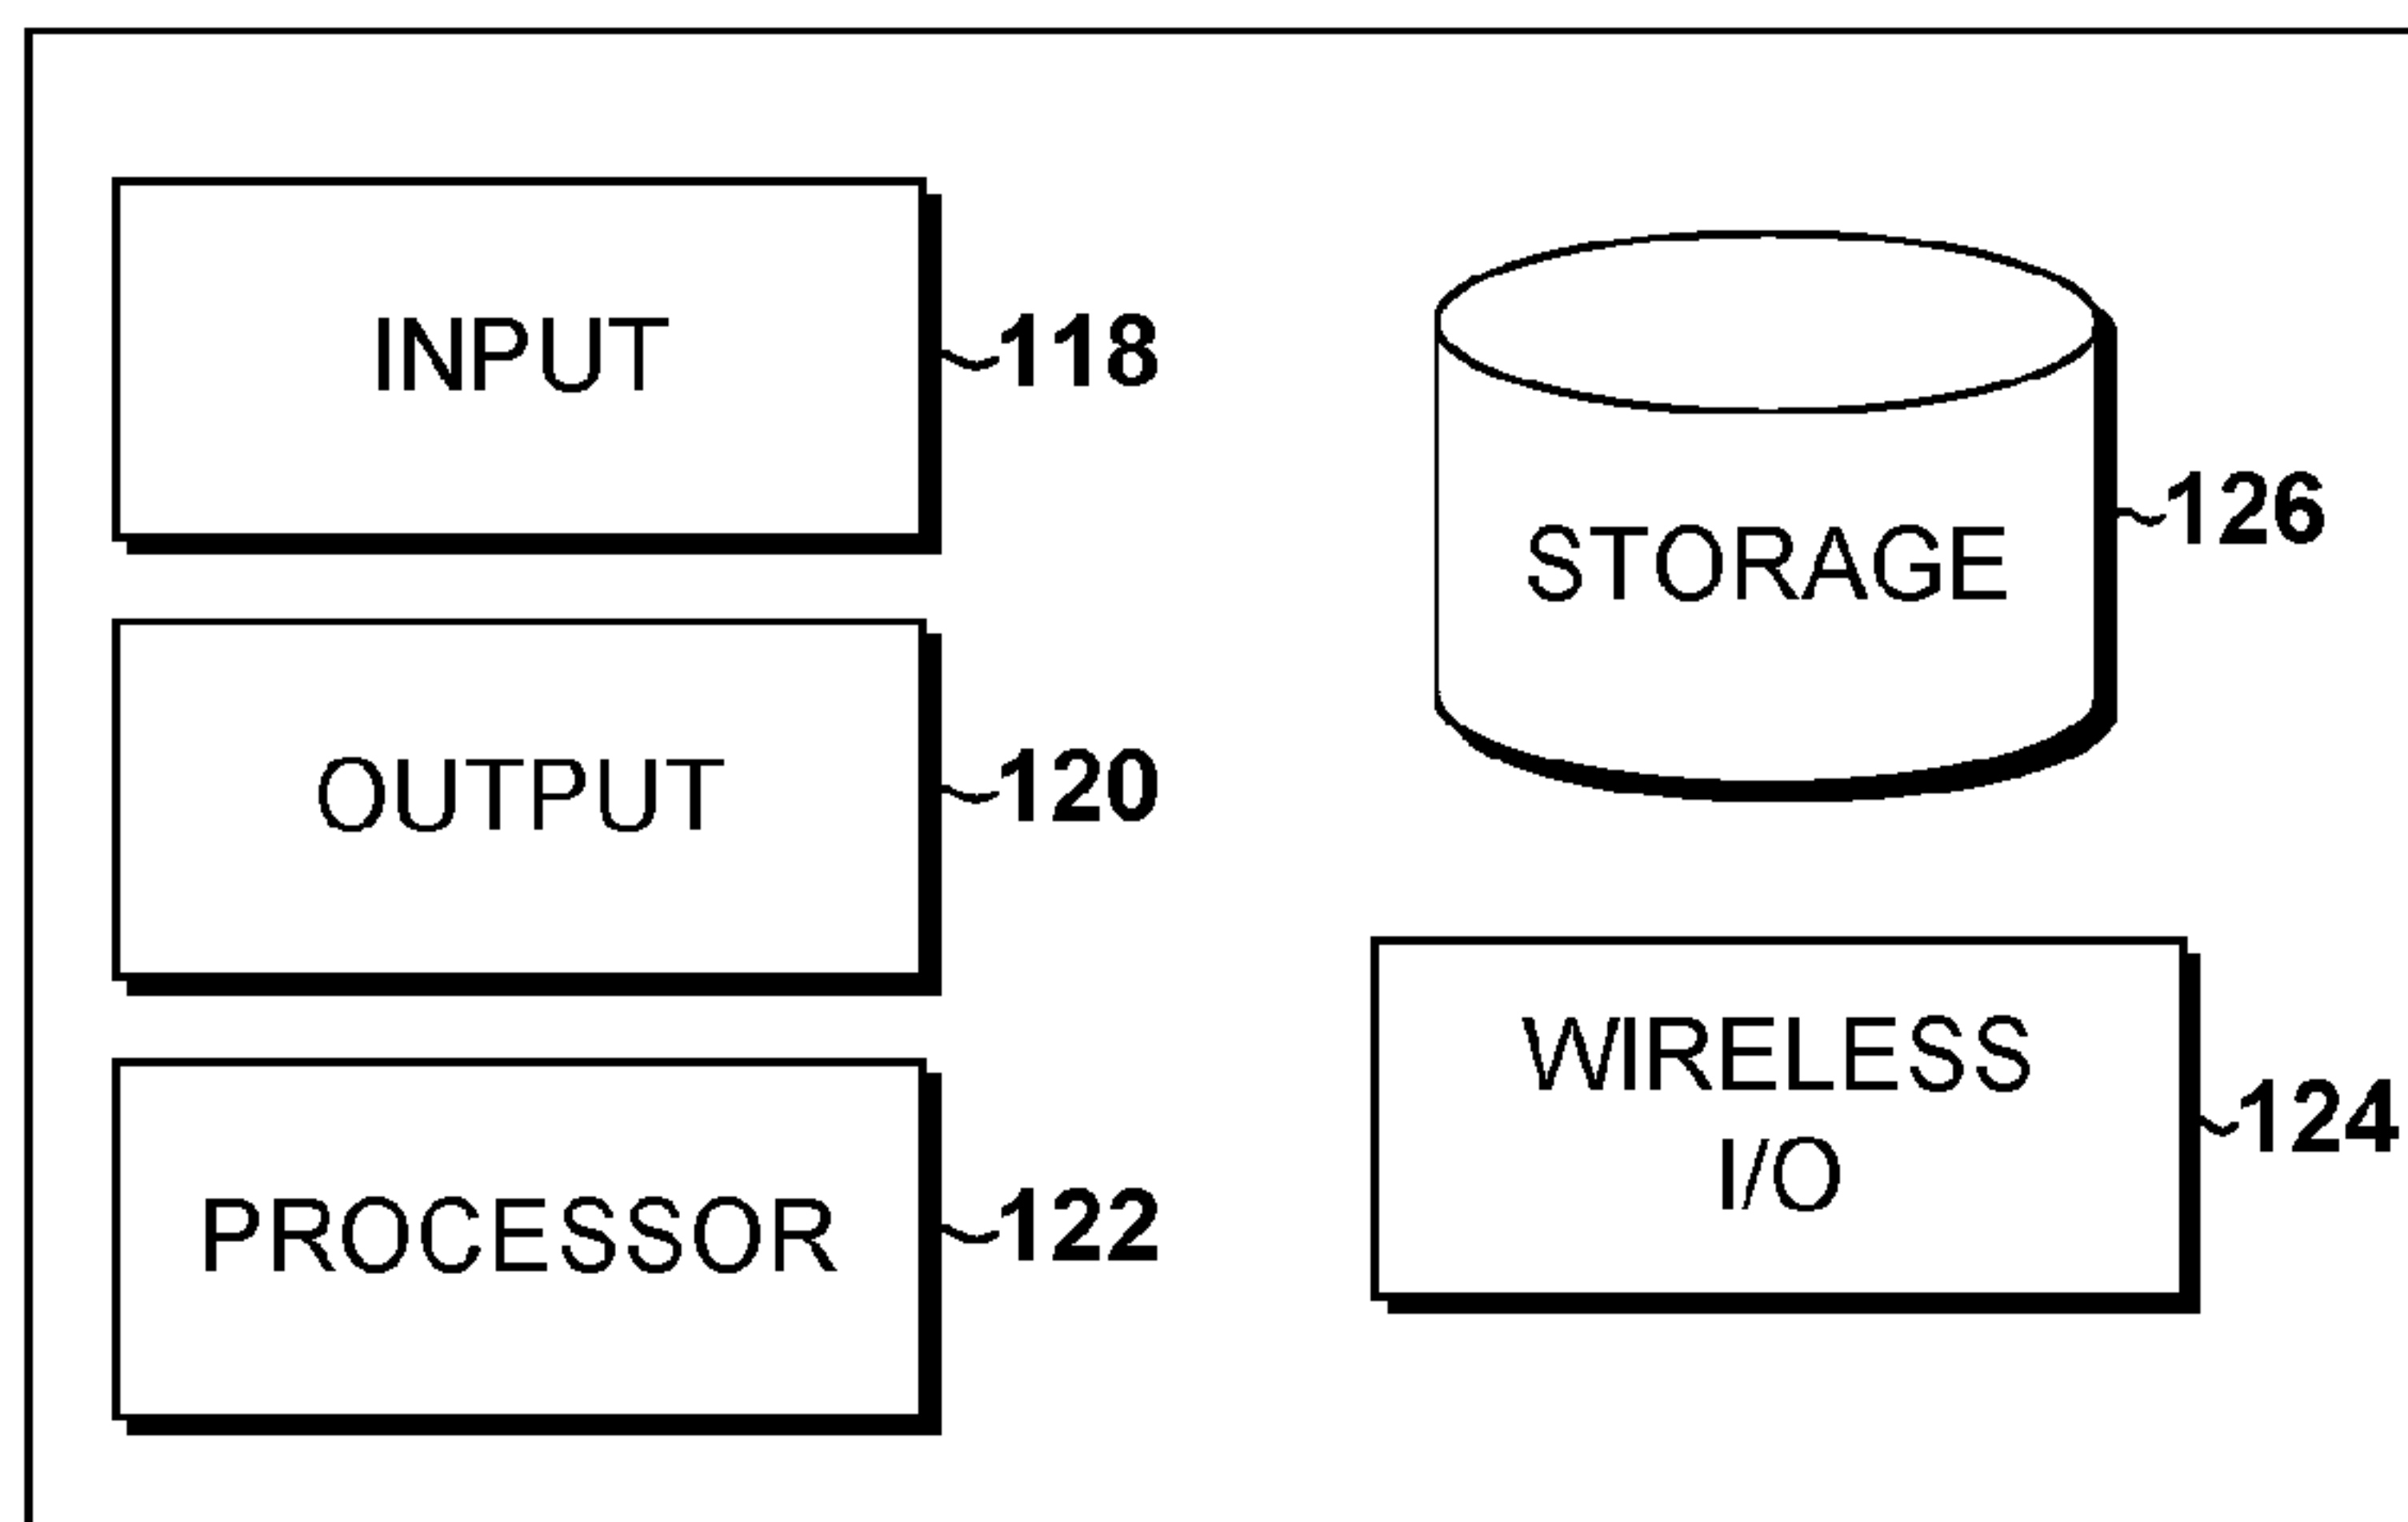 INPUT
118
OUTPUT
120
PROCESSOR
122
STORAGE
126
WIRELESS
I/O
124